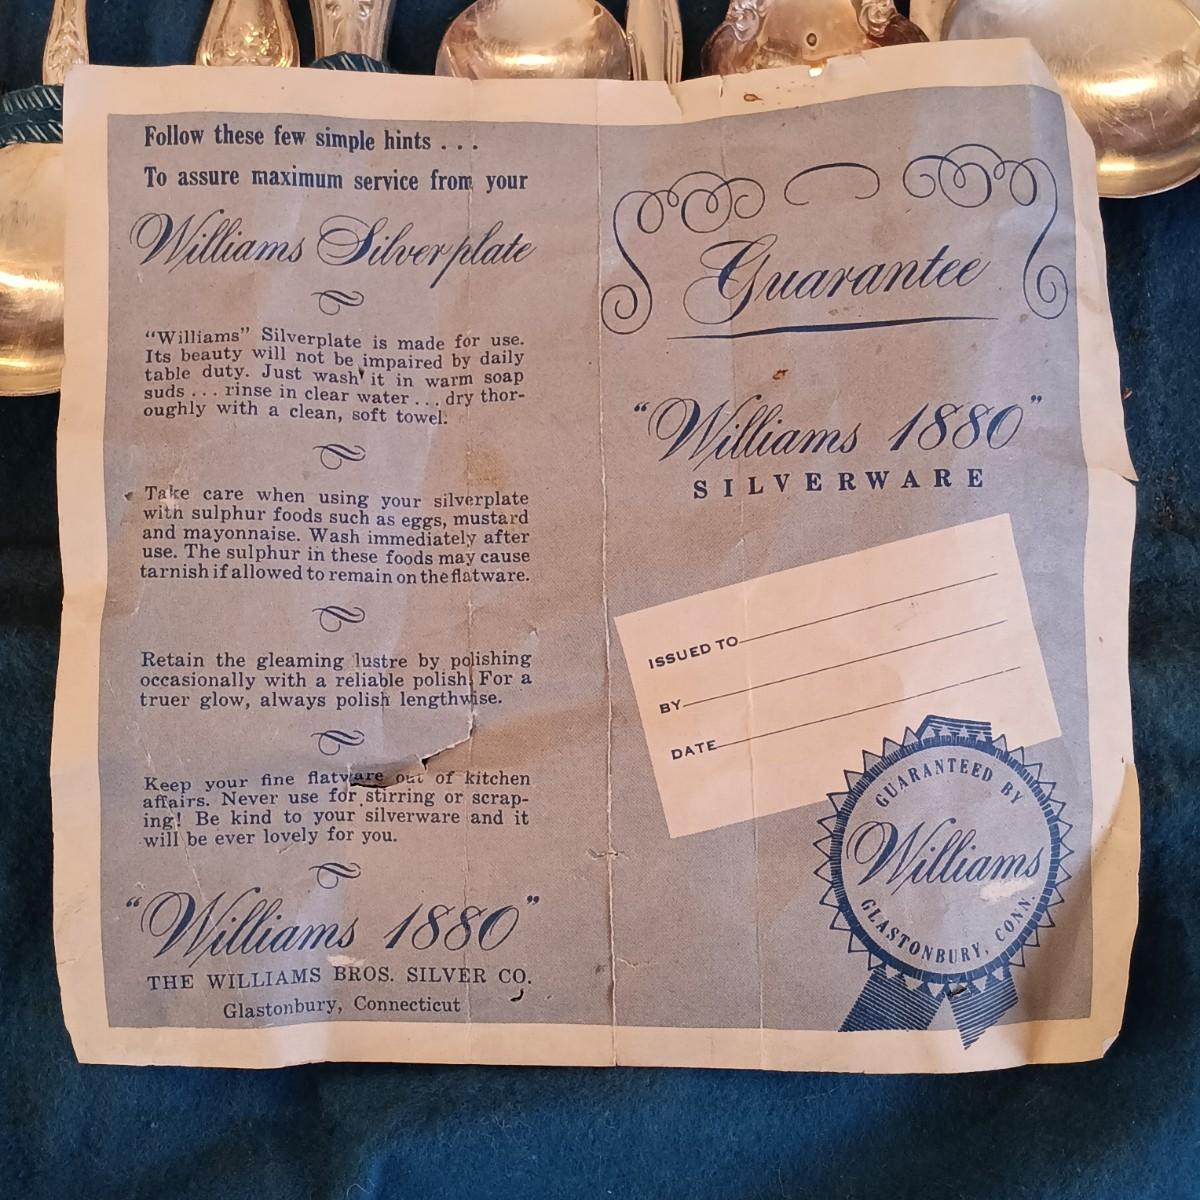 Follow these few simple hints . . .
To assure maximum service from your
Williams Silverplate
"Williams" Silverplate is made for use.
Its beauty will not be impaired by daily
table duty. Just wash it in warm soap
suds . . . rinse in clear water . . . dry thor-
oughly with a clean, soft towel.
Take care when using your silverplate
with sulphur foods such as eggs, mustard
and mayonnaise. Wash immediately after
use. The sulphur in these foods may cause
tarnish if allowed to remain on the flatware.
Retain the gleaming lustre by polishing
occasionally with a reliable polish. For a
truer glow, always polish lengthwise.
Keep your fine flatware out of kitchen
affairs. Never use for stirring or scrap-
ing! Be kind to your silverware and it
will be ever lovely for you.
"Williams 1880"
THE WILLIAMS BROS. SILVER CO.
Glastonbury, Connecticut
Guarantee
"Williams 1880"
SILVERWARE
ISSUED TO
BY
DATE
GUARANTEED BY
Williams
GLASTONBURY, CONN.